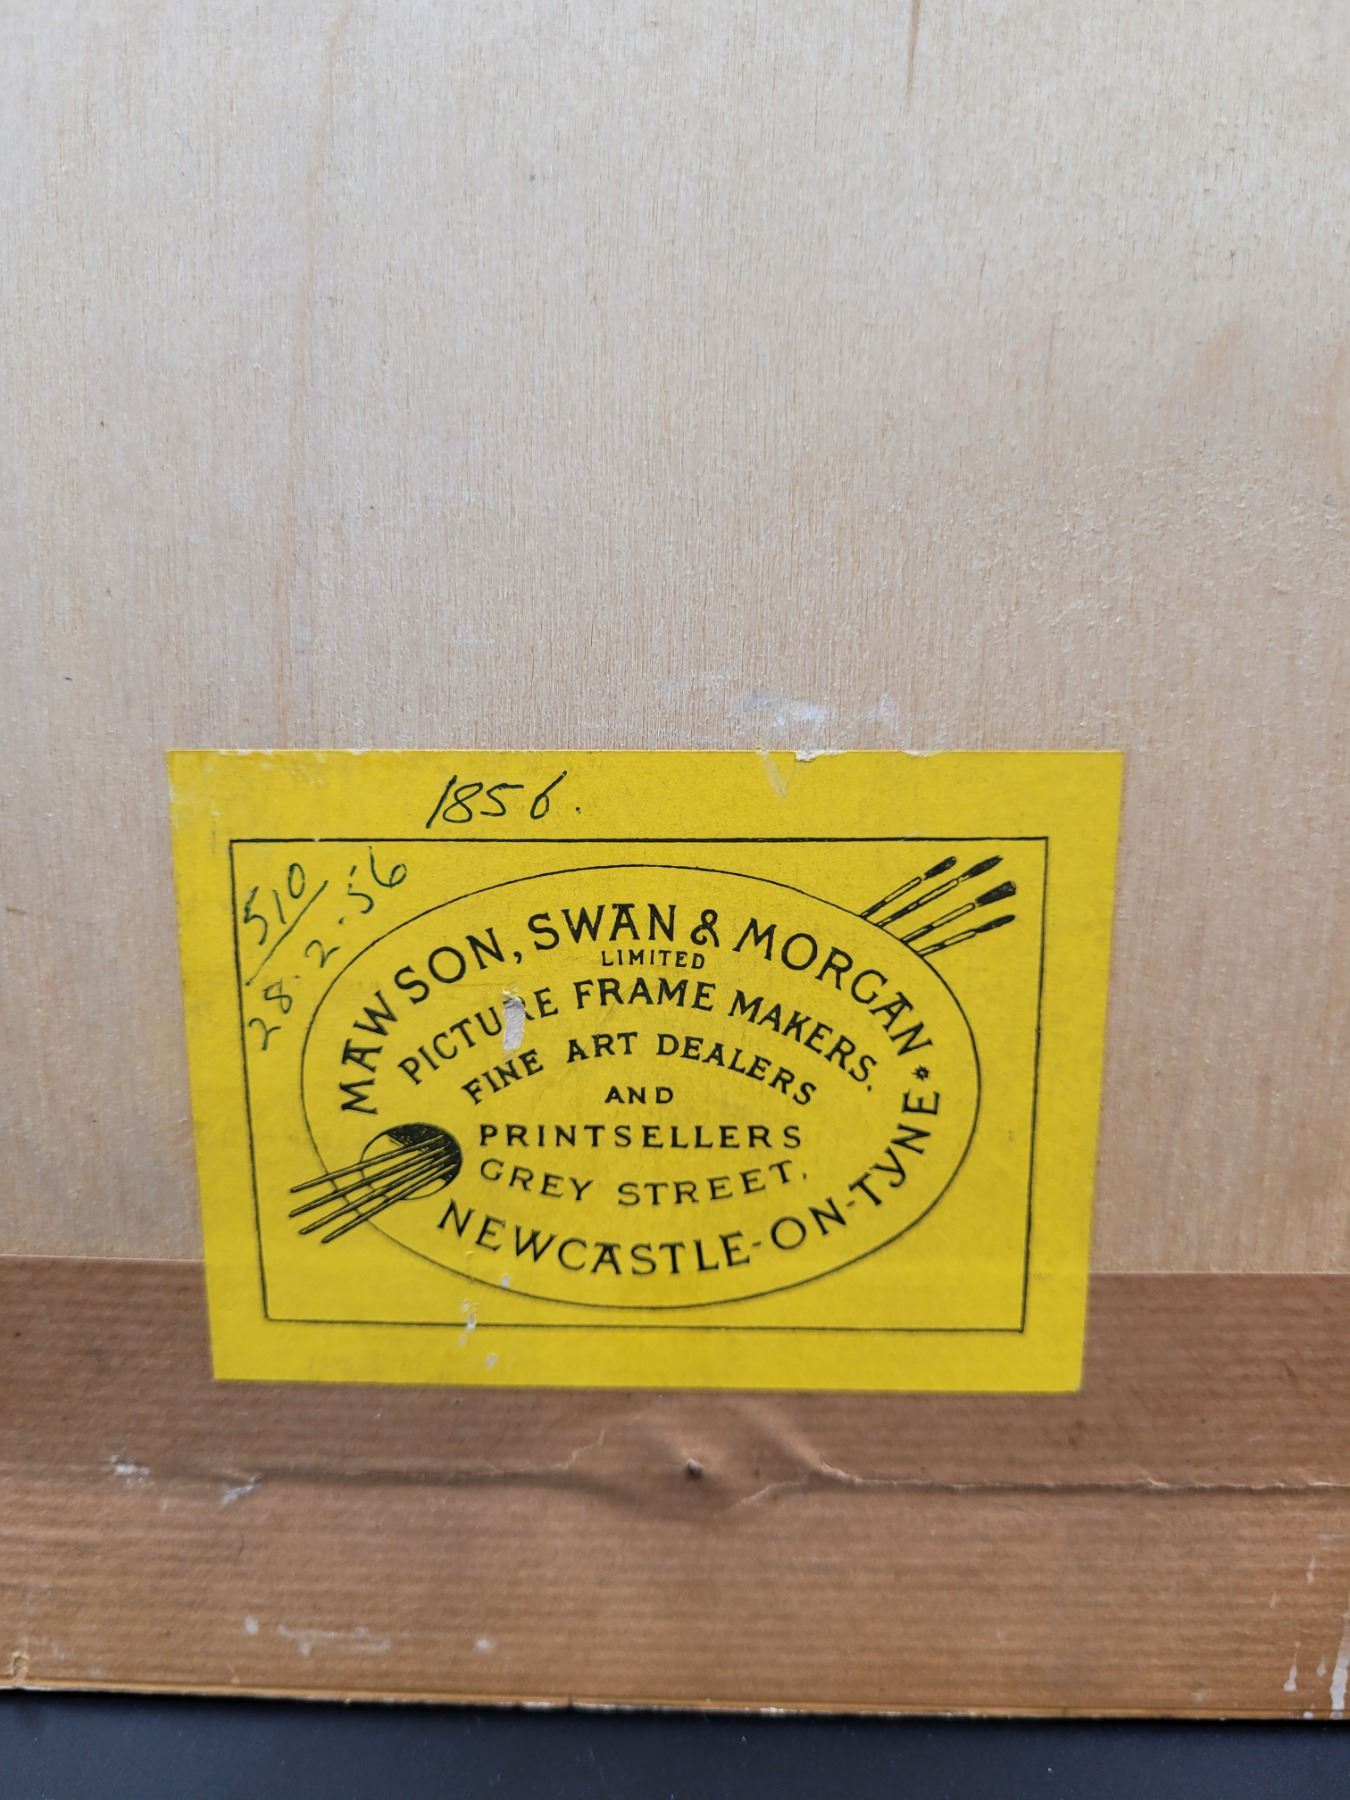 1856.
510
28.2.56
MAWSON, SWAN & MORGAN
LIMITED
PICTURE FRAME MAKERS.
FINE ART DEALERS
AND
PRINTSELLERS
GREY STREET,
NEWCASTLE-ON-TYNE